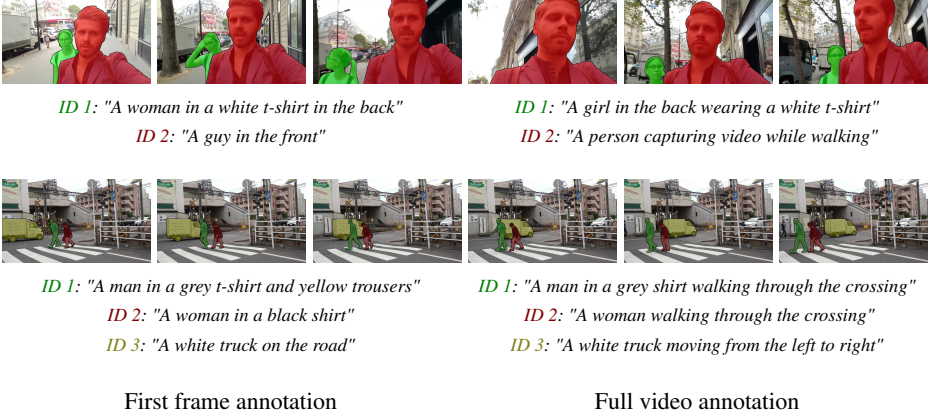 ID 1: "A woman in a white t-shirt in the back"
ID 2: "A guy in the front"
ID 1: "A girl in the back wearing a white t-shirt"
ID 2: "A person capturing video while walking"
ID 1: "A man in a grey t-shirt and yellow trousers"
ID 2: "A woman in a black shirt"
ID 3: "A white truck on the road"
ID 1: "A man in a grey shirt walking through the crossing"
ID 2: "A woman walking through the crossing"
ID 3: "A white truck moving from the left to right"
First frame annotation
Full video annotation